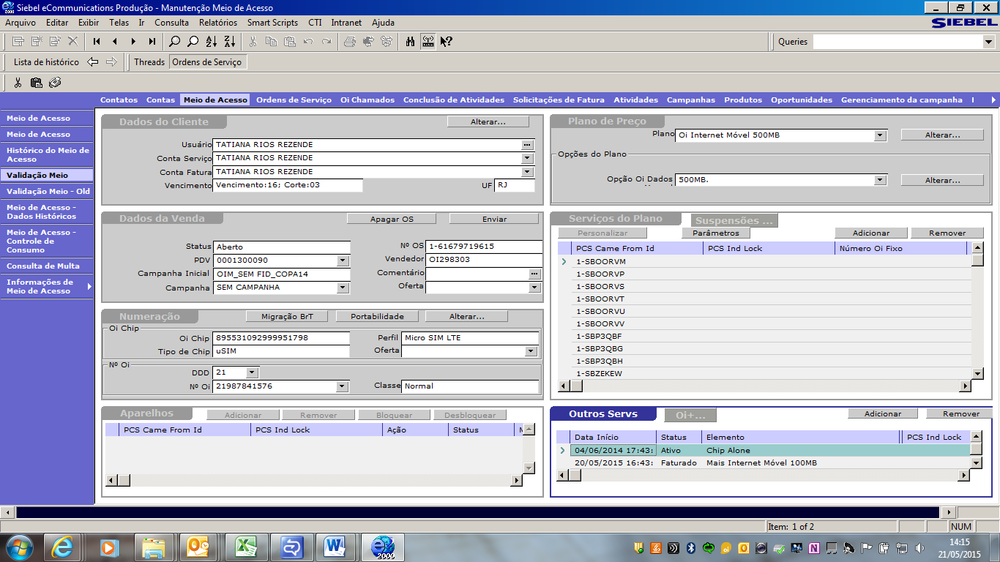 Siebel eCommunications Produção - Manutenção Meio de Acesso
Arquivo Editar Exibir Telas Ir Consulta Relatórios Smart Scripts CTI Intranet Ajuda
SIEBEL
Queries
Lista de histórico Threads Ordens de Serviço
Contatos Contas Meio de Acesso Ordens de Serviço Oi Chamados Conclusão de Atividades Solicitações de Fatura Atividades Campanhas Produtos Oportunidades Gerenciamento da campanha
Meio de Acesso
Meio de Acesso
Histórico do Meio de
Acesso
Validação Meio
Validação Meio - Old
Meio de Acesso -
Dados Históricos
Meio de Acesso -
Controle de
Consumo
Consulta de Multa
Informações de
Meio de Acesso
Dados do Cliente Alterar...
Usuário TATIANA RIOS REZENDE
Conta Serviço TATIANA RIOS REZENDE
Conta Fatura TATIANA RIOS REZENDE
Vencimento Vencimento:16; Corte:03 UF RJ
Plano de Preço
Plano Oi Internet Móvel 500MB Alterar...
Opções do Plano
Opção Oi Dados 500MB. Alterar...
Dados da Venda Apagar OS Enviar
Status Aberto Nº OS 1-61679719615
PDV 0001300090 Vendedor OI298303
Campanha Inicial OIM_SEM FID_COPA14 Comentário
Campanha SEM CAMPANHA Oferta
Serviços do Plano Suspensões ...
Personalizar Parâmetros Adicionar Remover
PCS Came From Id PCS Ind Lock Número Oi Fixo
1-SBOORVM
1-SBOORVP
1-SBOORVS
1-SBOORVT
1-SBOORVU
1-SBOORVV
1-SBP3QBF
1-SBP3QBG
1-SBP3QBH
1-SBZEKEW
Numeração Migração BrT Portabilidade Alterar...
Oi Chip
Oi Chip 895531092999951798 Perfil Micro SIM LTE
Tipo de Chip uSIM Oferta
Nº Oi
DDD 21
Nº Oi 21987841576 Classe Normal
Aparelhos Adicionar Remover Bloquear Desbloquear
PCS Came From Id PCS Ind Lock Ação Status
Outros Servs Oi+... Adicionar Remover
Data Início Status Elemento PCS Ind Lock
04/06/2014 17:43: Ativo Chip Alone
20/05/2015 16:43: Faturado Mais Internet Móvel 100MB
Item: 1 of 2 NUM
2000
14:15
21/05/2015